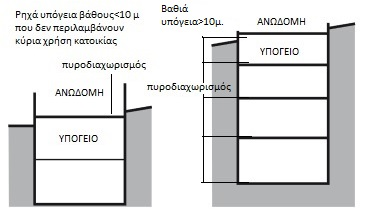 Ρηχά υπόγεια βάθους<10 μ
που δεν περιλαμβάνουν
κύρια χρήση κατοικίας
πυροδιαχωρισμός
ΑΝΩΔΟΜΗ
ΥΠΟΓΕΙΟ
Βαθιά
υπόγεια>10μ.
ΑΝΩΔΟΜΗ
ΥΠΟΓΕΙΟ
πυροδιαχωρισμός